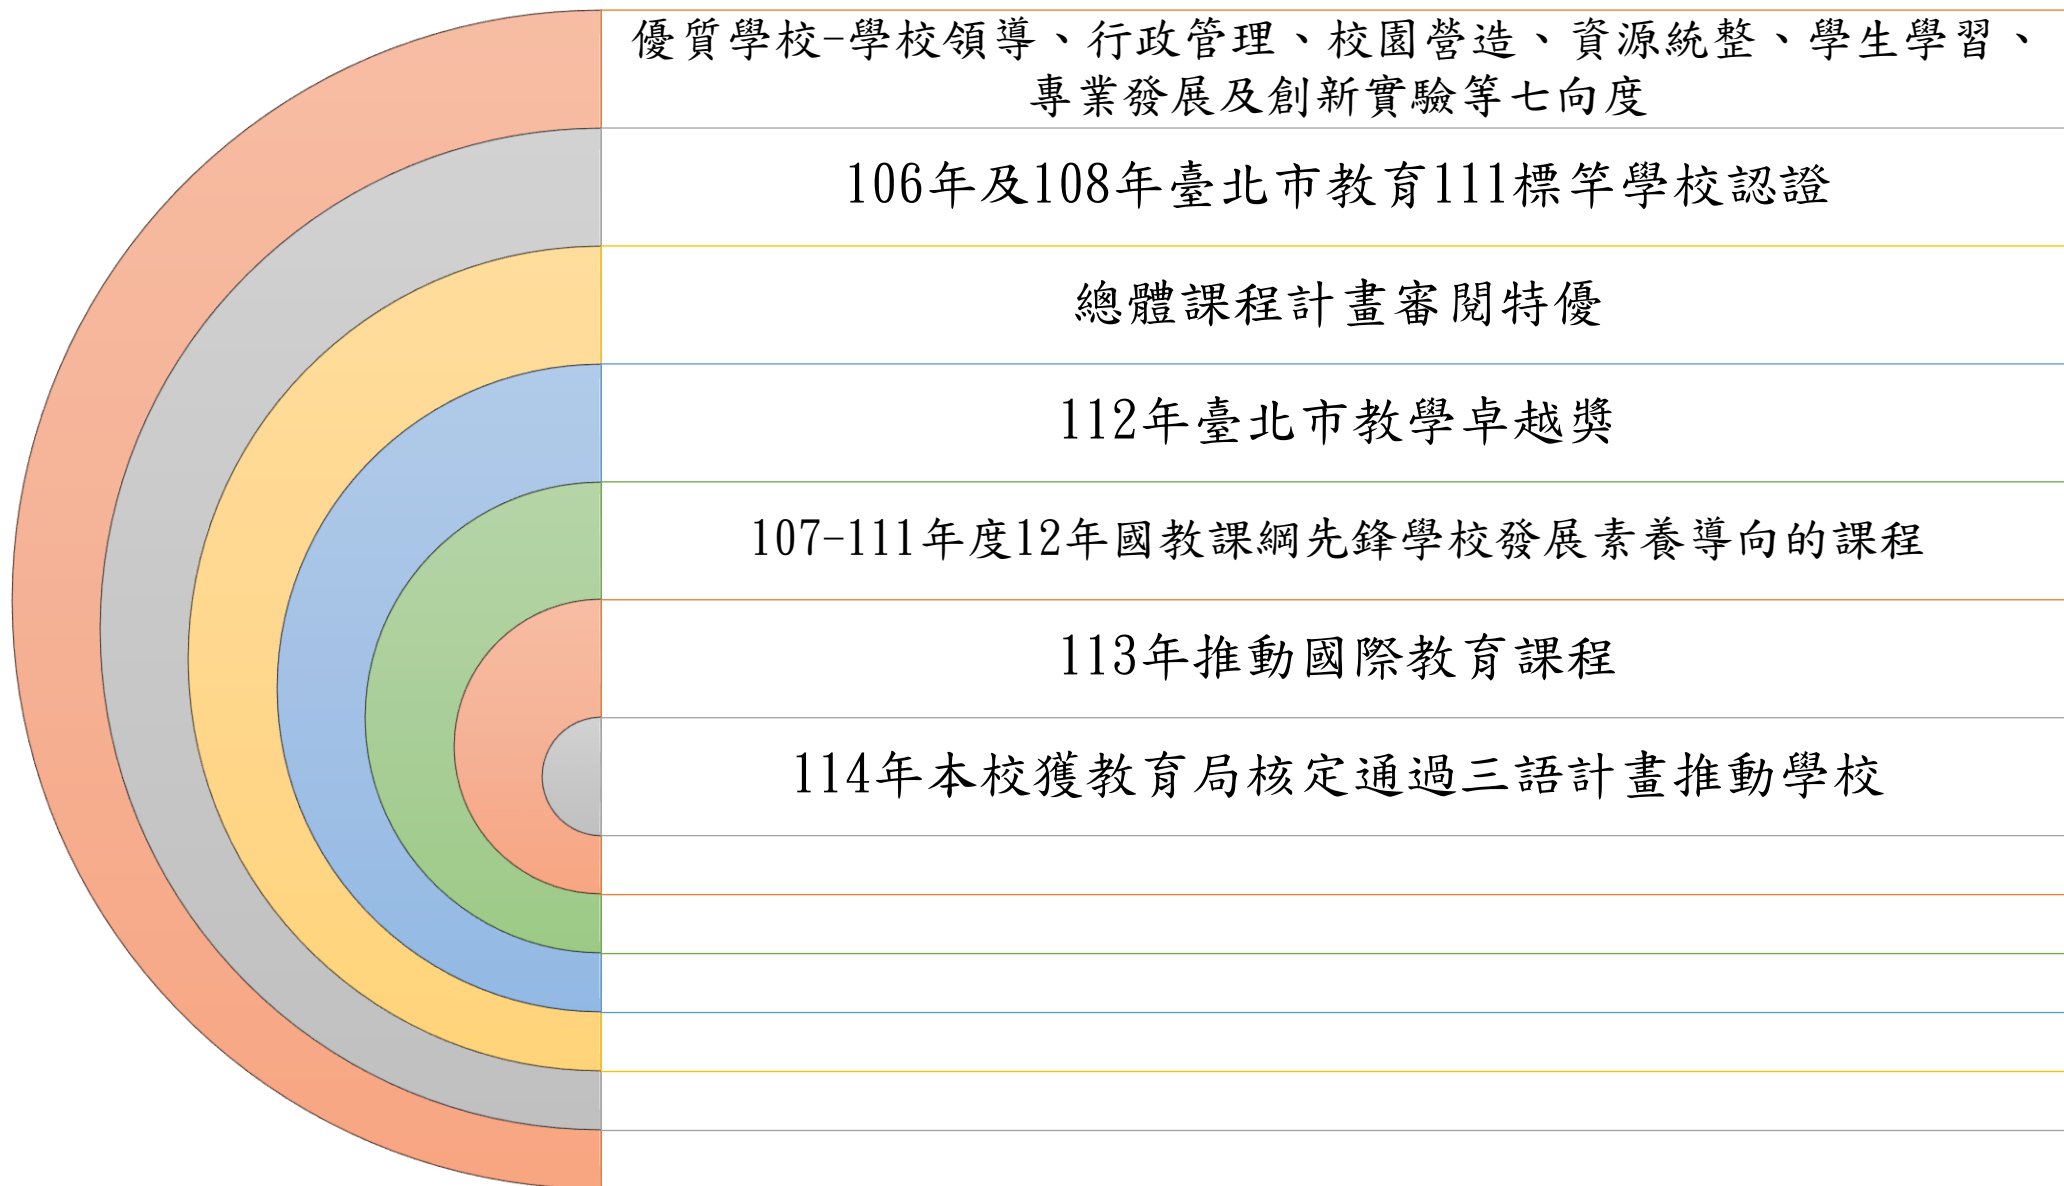 優質學校-學校領導、行政管理、校園營造、資源統整、學生學習、
專業發展及創新實驗等七向度
106年及108年臺北市教育111標竿學校認證
總體課程計畫審閱特優
112年臺北市教學卓越獎
107-111年度12年國教課綱先鋒學校發展素養導向的課程
113年推動國際教育課程
114年本校獲教育局核定通過三語計畫推動學校